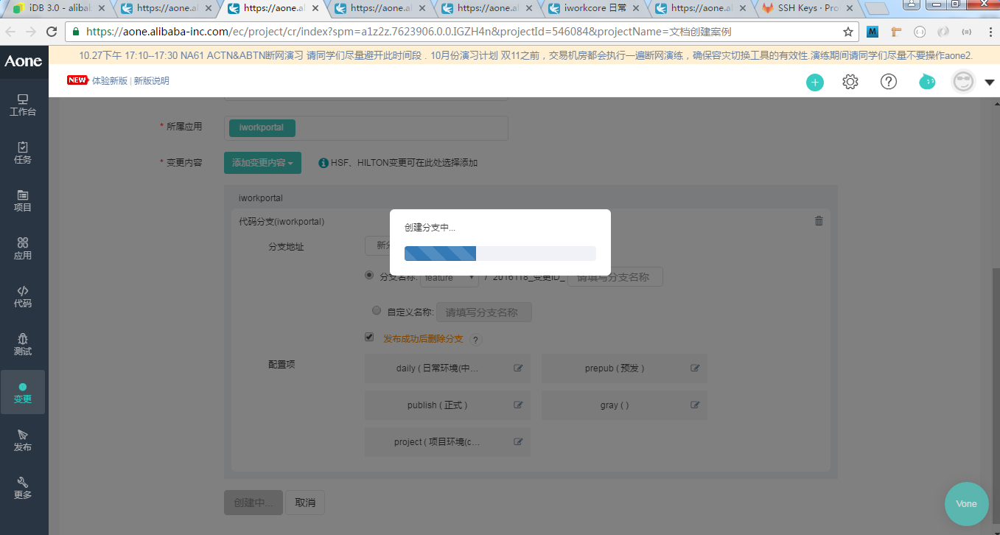 iDB 3.0 - alibab
https://aone.al
https://aone.al
https://aone.al
https://aone.al
iworkcore 日常
https://aone.al
SSH Keys · Pro
https://aone.alibaba-inc.com/ec/project/cr/index?spm=a1z2z.7623906.0.0.IGZH4n&projectId=546084&projectName=文档创建案例
Aone
10.27下午 17:10--17:30 NA61 ACTN&ABTN断网演习 请同学们尽量避开此时间段 . 10月份演习计划 双11之前，交易机房都会执行一遍断网演练，确保容灾切换工具的有效性.演练期间请同学们尽量不要操作aone2.
NEW 体验新版 | 新版说明
工作台
任务
项目
应用
代码
测试
变更
发布
更多
* 所属应用
iworkportal
* 变更内容
添加变更内容
HSF、HILTON变更可在此处选择添加
iworkportal
代码分支(iworkportal)
创建分支中...
分支地址
新分
分支名称:
feature
/ 2016118_变更ID_
请填写分支名称
自定义名称:
请填写分支名称
发布成功后删除分支 ?
配置项
daily ( 日常环境(中...
prepub ( 预发 )
publish ( 正式 )
gray ( )
project ( 项目环境(c...
创建中...
取消
Vone